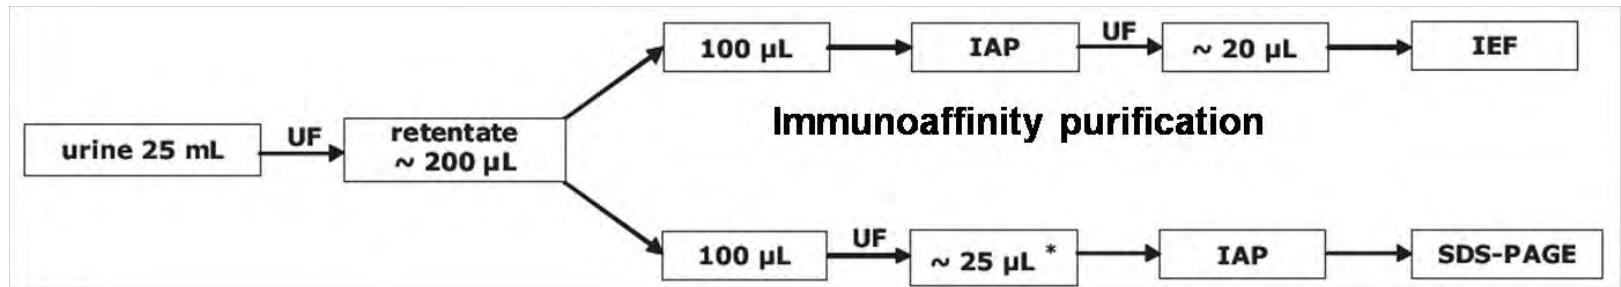 100 µL
IAP
UF
~ 20 µL
IEF
Immunoaffinity purification
urine 25 mL
UF
retentate
~ 200 µL
100 µL
UF
~ 25 µL *
IAP
SDS-PAGE